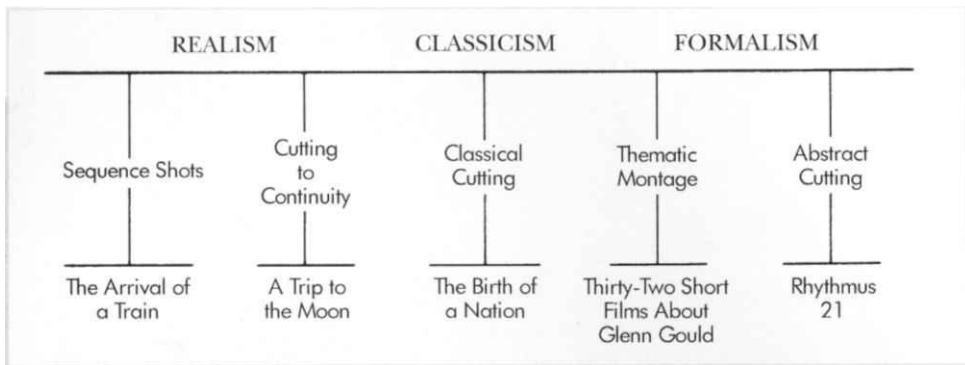 REALISM CLASSICISM FORMALISM
Sequence Shots
Cutting
to
Continuity
Classical
Cutting
Thematic
Montage
Abstract
Cutting
The Arrival of
a Train
A Trip to
the Moon
The Birth of
a Nation
Thirty-Two Short
Films About
Glenn Gould
Rhythmus
21